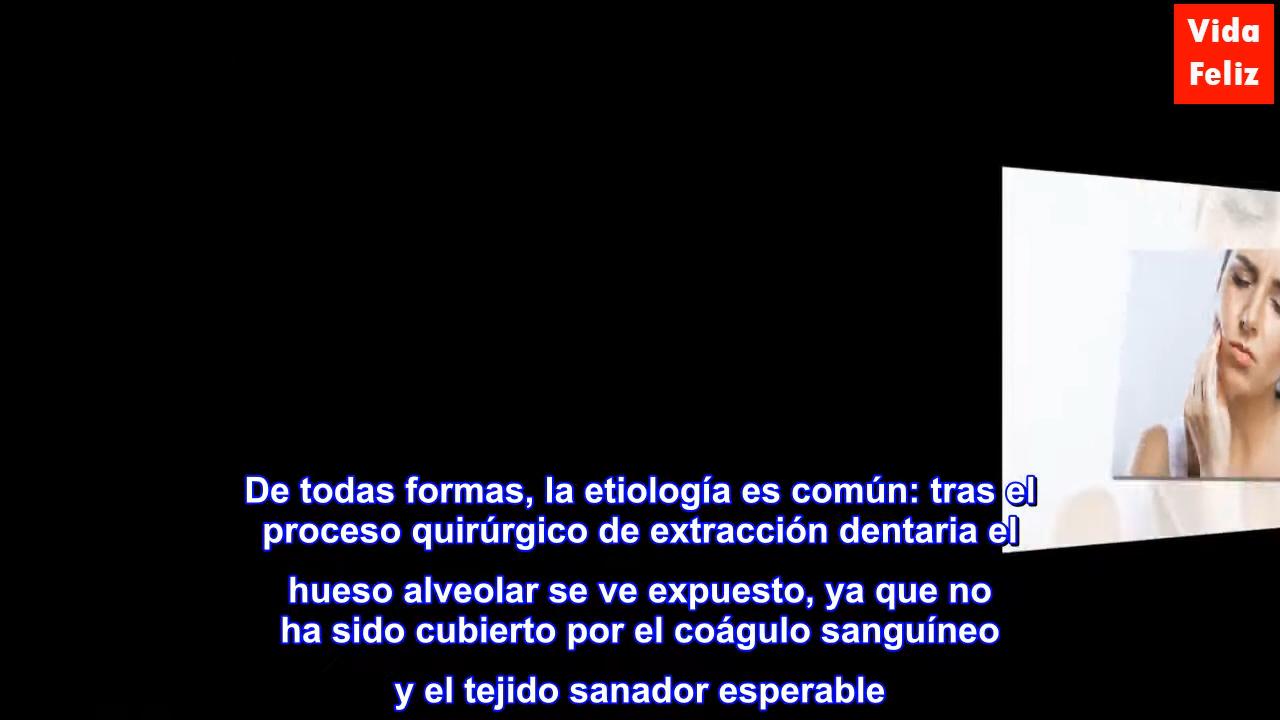 Vida
Feliz
De todas formas, la etiología es común: tras el
proceso quirúrgico de extracción dentaria el
hueso alveolar se ve expuesto, ya que no
ha sido cubierto por el coágulo sanguíneo
y el tejido sanador esperable